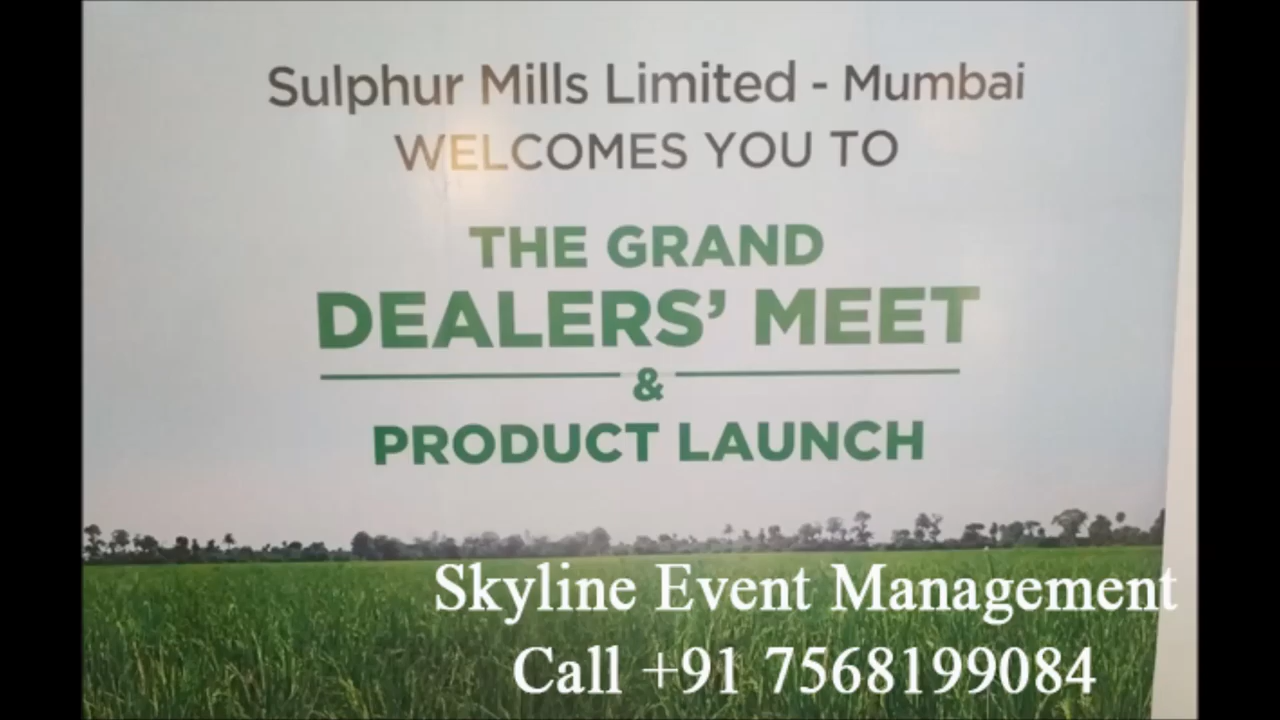 Sulphur Mills Limited - Mumbai
WELCOMES YOU TO
THE GRAND
DEALERS’ MEET
&
PRODUCT LAUNCH
Skyline Event Management
Call +91 7568199084